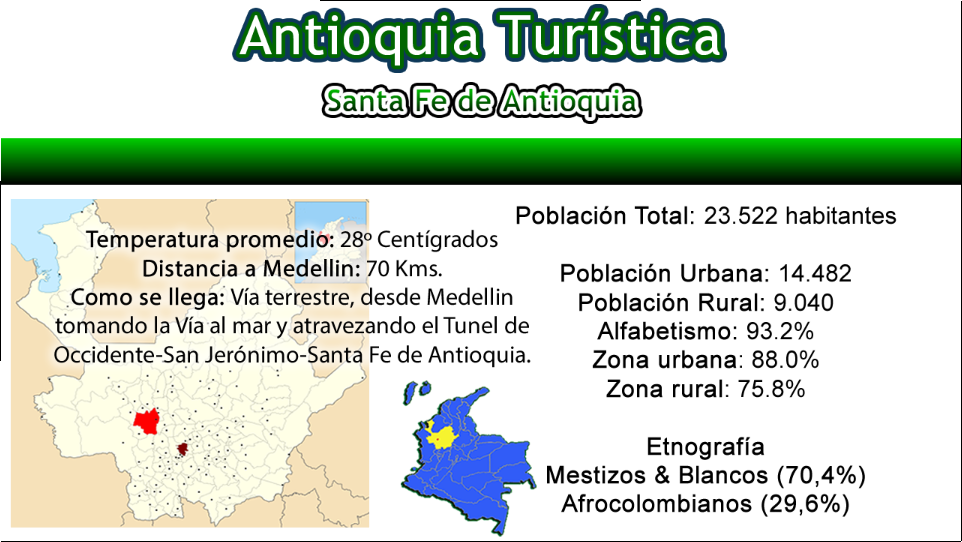 Antioquia Turística
Santa Fe de Antioquia
Temperatura promedio: 28º Centígrados
Distancia a Medellin: 70 Kms.
Como se llega: Vía terrestre, desde Medellin
tomando la Vía al mar y atravezando el Tunel de
Occidente-San Jerónimo-Santa Fe de Antioquia.
Población Total: 23.522 habitantes
Población Urbana: 14.482
Población Rural: 9.040
Alfabetismo: 93.2%
Zona urbana: 88.0%
Zona rural: 75.8%
Etnografía
Mestizos & Blancos (70,4%)
Afrocolombianos (29,6%)